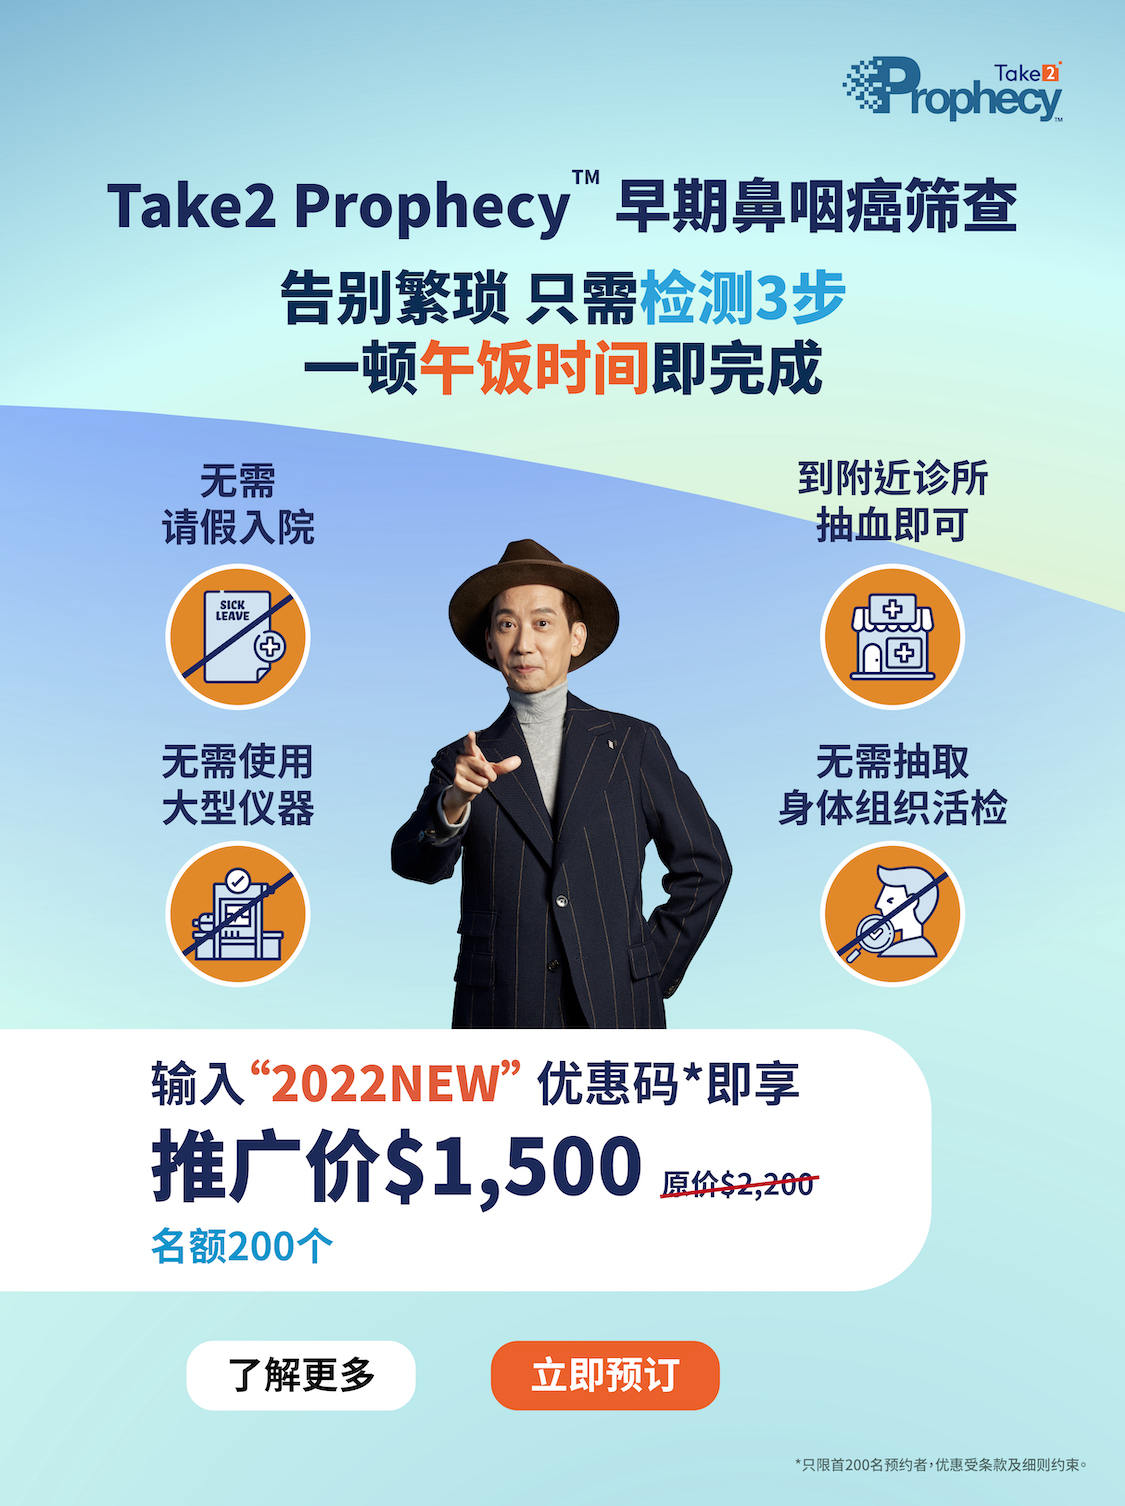 Take2
Prophecy™
Take2 Prophecy™ 早期鼻咽癌筛查
告别繁琐 只需检测3步
一顿午饭时间即完成
无需
请假入院
SICK
LEAVE
到附近诊所
抽血即可
无需使用
大型仪器
无需抽取
身体组织活检
输入“2022NEW”优惠码*即享
推广价$1,500 原价$2,200
名额200个
了解更多
立即预订
*只限首200名预约者，优惠受条款及细则约束。